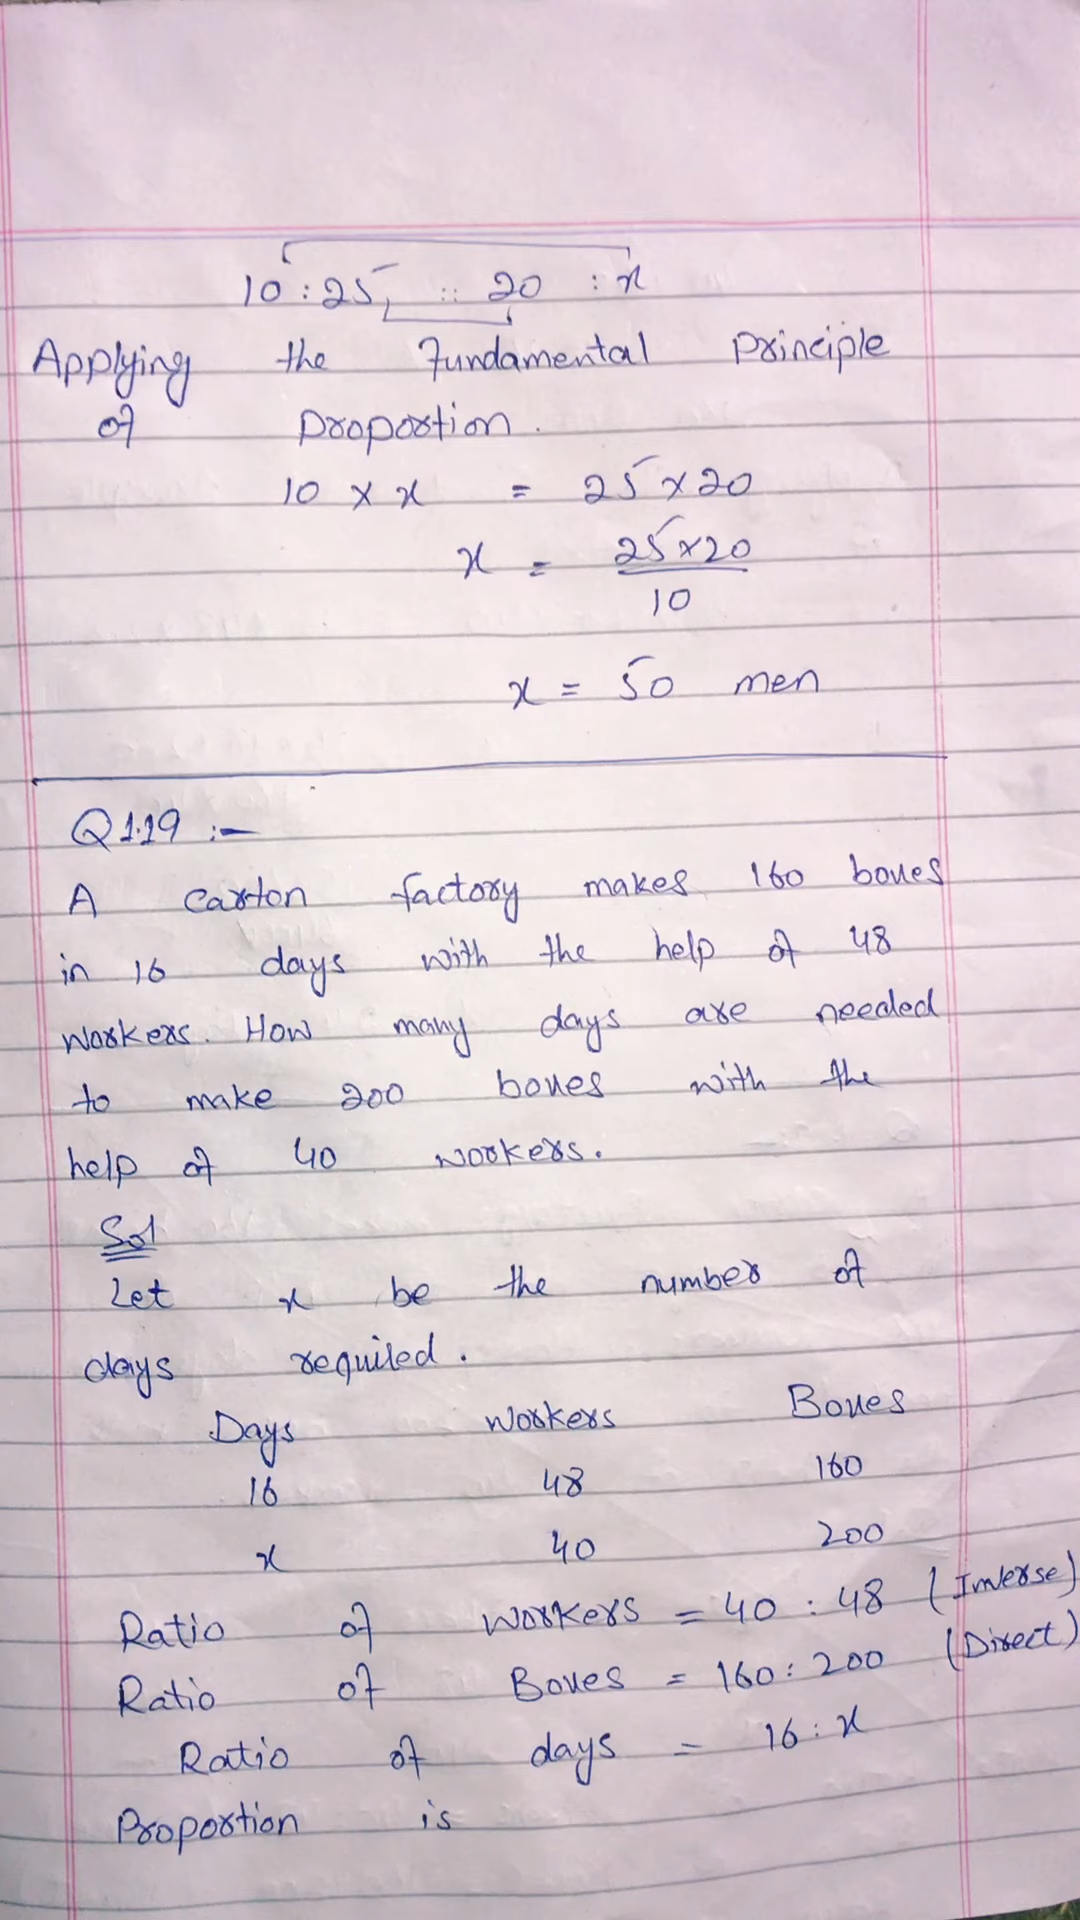 10 : 25 :: 20 : x
Applying the Fundamental Principle
of Proportion.
10 × x = 25 × 20
x = 25×20
10
x = 50 men
Q1.19 :-
A carton factory makes 160 boxes
in 16 days with the help of 48
workers. How many days are needed
to make 200 boxes with the
help of 40 workers.
Sol
Let x be the number of
days required.
Days Workers Boxes
16 48 160
x 40 200
Ratio of workers = 40 : 48 (Inverse)
Ratio of Boxes = 160 : 200 (Direct)
Ratio of days = 16 : x
Proportion is